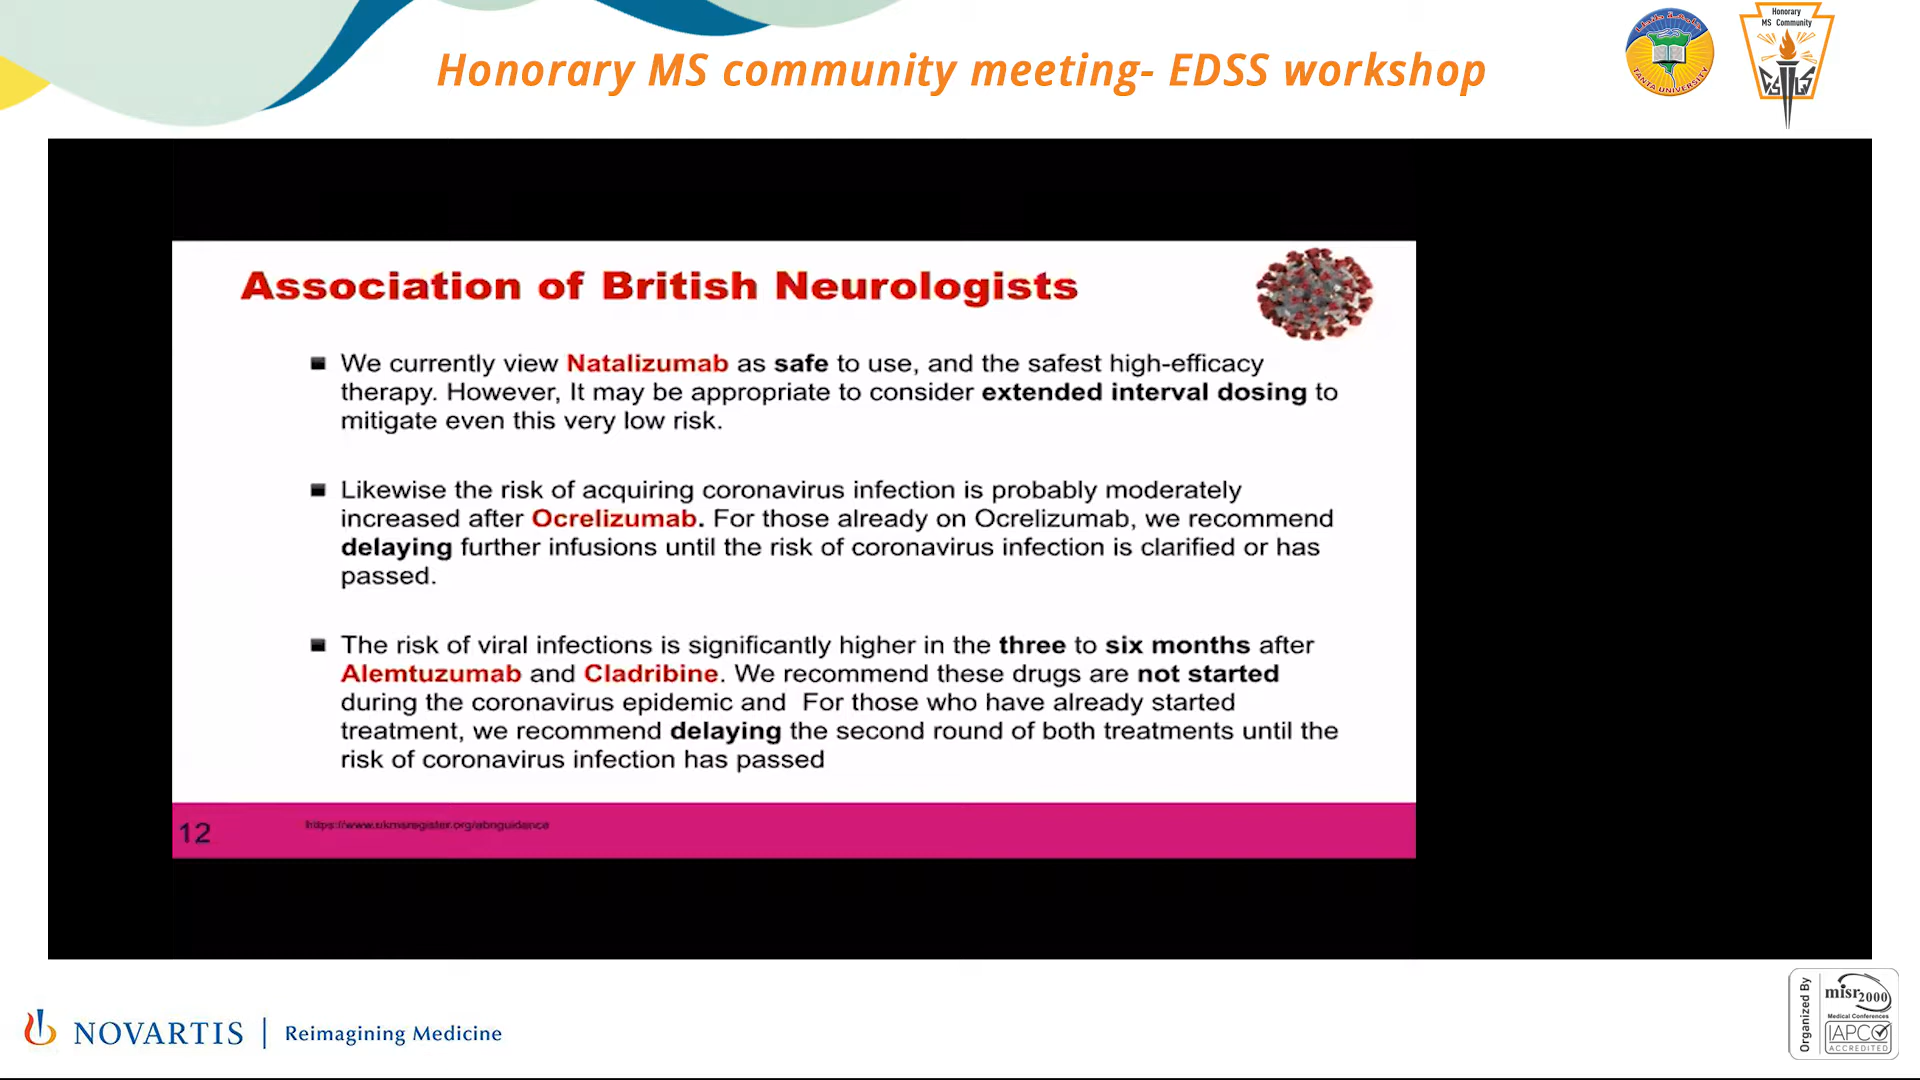 Honorary MS community meeting- EDSS workshop
Honorary
MS Community
TANTA UNIVERSITY
Association of British Neurologists
We currently view Natalizumab as safe to use, and the safest high-efficacy
therapy. However, It may be appropriate to consider extended interval dosing to
mitigate even this very low risk.
Likewise the risk of acquiring coronavirus infection is probably moderately
increased after Ocrelizumab. For those already on Ocrelizumab, we recommend
delaying further infusions until the risk of coronavirus infection is clarified or has
passed.
The risk of viral infections is significantly higher in the three to six months after
Alemtuzumab and Cladribine. We recommend these drugs are not started
during the coronavirus epidemic and For those who have already started
treatment, we recommend delaying the second round of both treatments until the
risk of coronavirus infection has passed
12
https://www.ukmsregister.org/abnguidance
NOVARTIS | Reimagining Medicine
Organized By
misr2000
Medical Conferences
IAPCO
ACCREDITED